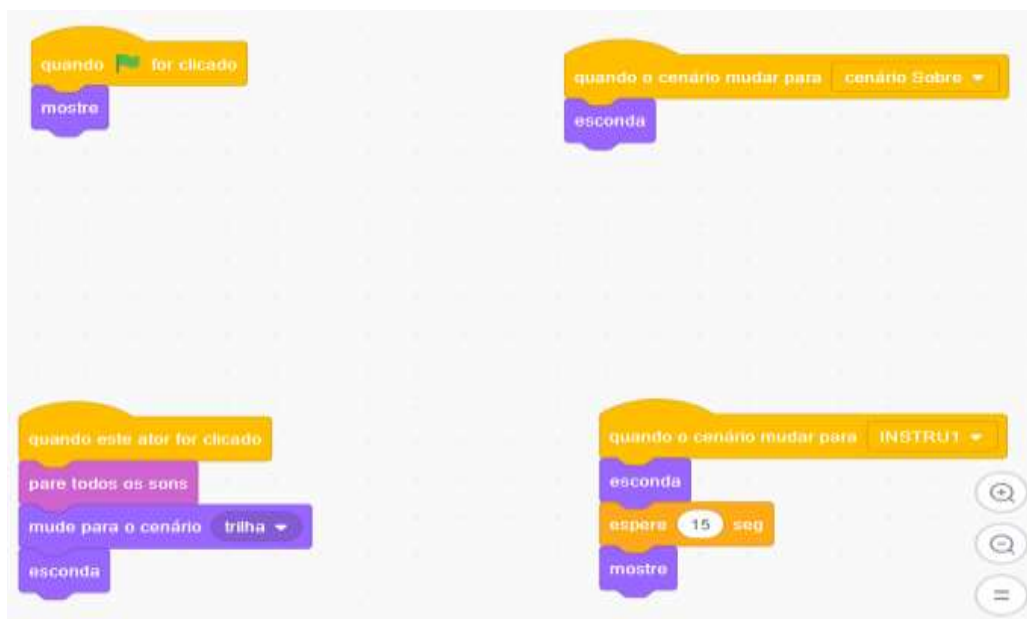 quando for clicado
mostre
quando o cenário mudar para cenário Sobre
esconda
quando este ator for clicado
pare todos os sons
mude para o cenário trilha
esconda
quando o cenário mudar para INSTRU1
esconda
espere 15 seg
mostre